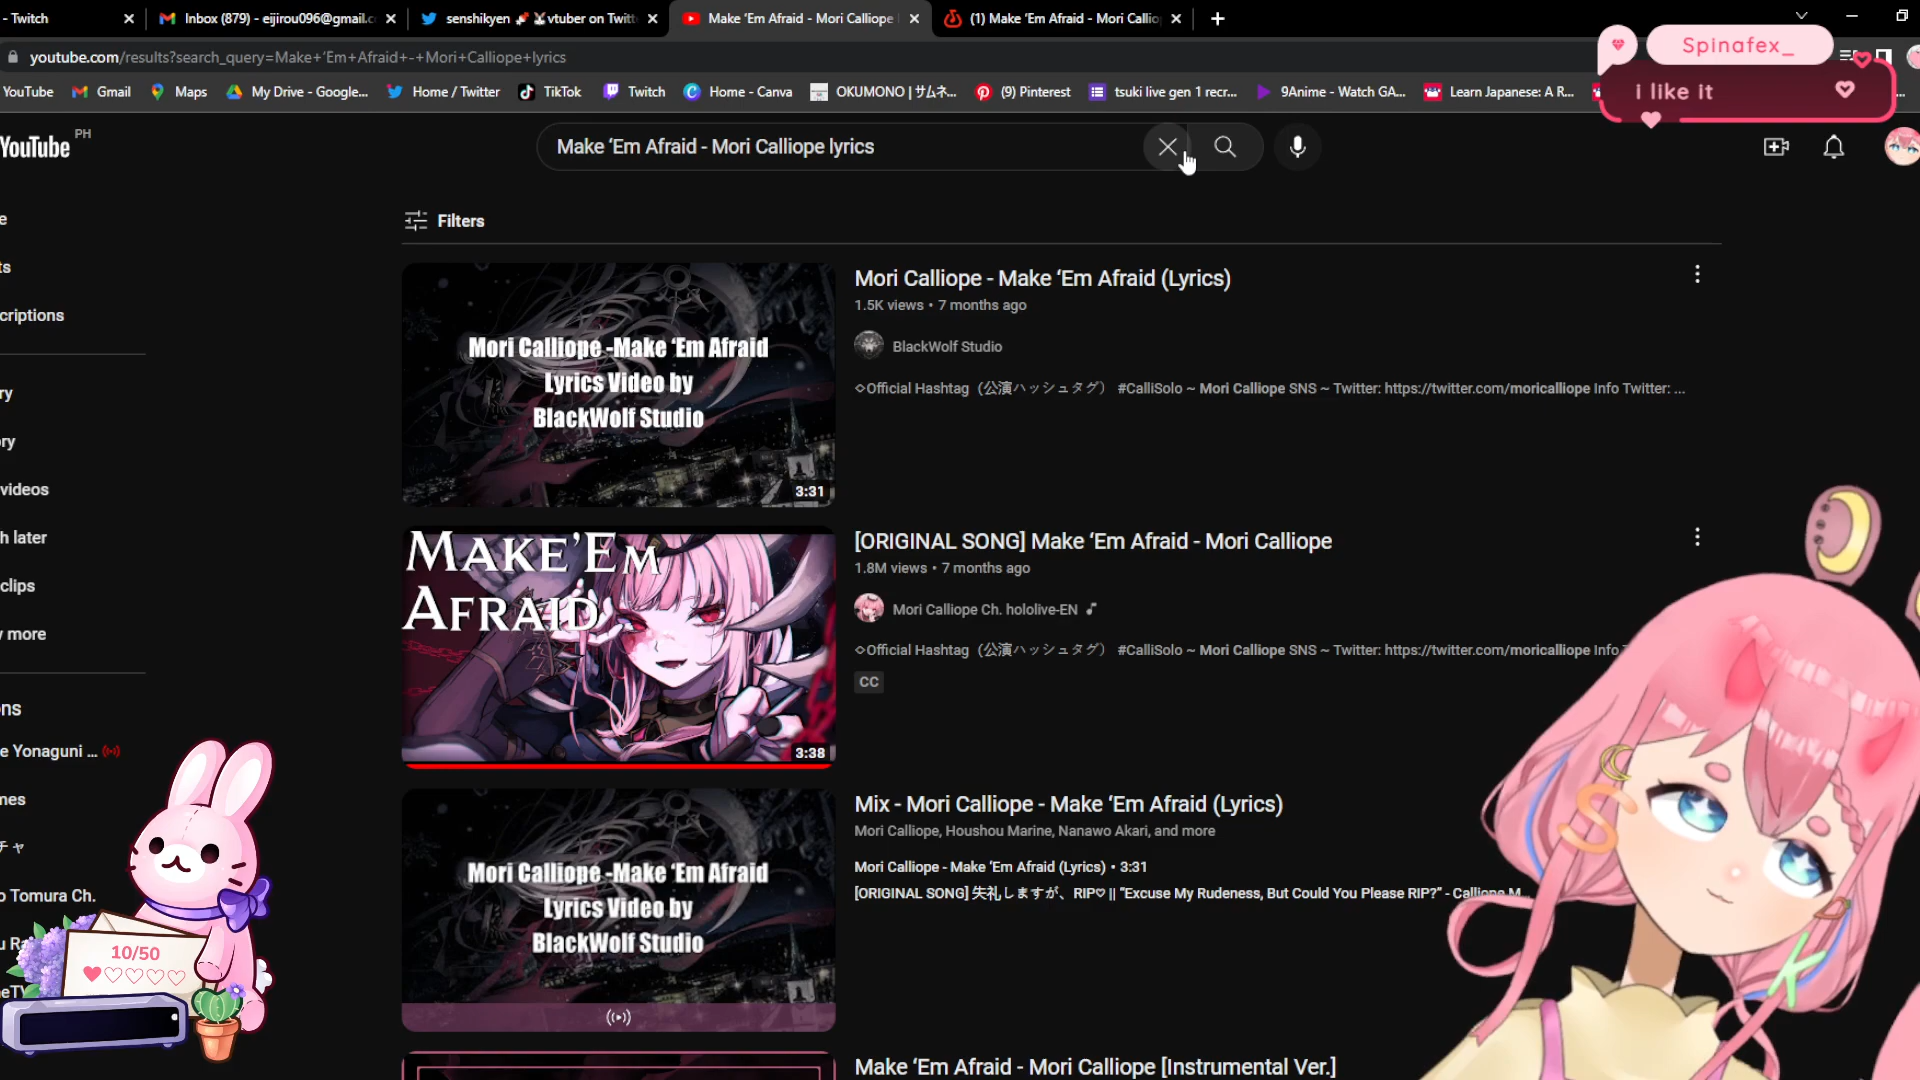 - Twitch
Inbox (879) - eijirou096@gmail.c
senshikyen
vtuber on Twitt
Make 'Em Afraid - Mori Calliope
(1) Make 'Em Afraid - Mori Callio
youtube.com/results?search_query=Make+'Em+Afraid+-+Mori+Calliope+lyrics
Spinafex_
i like it
YouTube
Gmail
Maps
My Drive - Google...
Home / Twitter
TikTok
Twitch
Home - Canva
OKUMONO | サムネ...
(9) Pinterest
tsuki live gen 1 recr...
9Anime - Watch GA...
Learn Japanese: A R...
YouTube PH
Make ‘Em Afraid - Mori Calliope lyrics
Filters
e
ts
criptions
ry
ory
videos
h later
clips
v more
ons
e Yonaguni ...
mes
チャ
o Tomura Ch.
u Ra
eTV
10/50
Mori Calliope -Make ‘Em Afraid
Lyrics Video by
BlackWolf Studio
3:31
Mori Calliope - Make ‘Em Afraid (Lyrics)
1.5K views • 7 months ago
BlackWolf Studio
◇Official Hashtag（公演ハッシュタグ） #CalliSolo ~ Mori Calliope SNS ~ Twitter: https://twitter.com/moricalliope Info Twitter: ...
MAKE'EM
AFRAID
3:38
[ORIGINAL SONG] Make ‘Em Afraid - Mori Calliope
1.8M views • 7 months ago
Mori Calliope Ch. hololive-EN
◇Official Hashtag（公演ハッシュタグ） #CalliSolo ~ Mori Calliope SNS ~ Twitter: https://twitter.com/moricalliope Info
CC
Mori Calliope -Make ‘Em Afraid
Lyrics Video by
BlackWolf Studio
Mix - Mori Calliope - Make ‘Em Afraid (Lyrics)
Mori Calliope, Houshou Marine, Nanawo Akari, and more
Mori Calliope - Make ‘Em Afraid (Lyrics) • 3:31
[ORIGINAL SONG] 失礼しますが、RIP♡ || “Excuse My Rudeness, But Could You Please RIP?” - Calliope M...
Make ‘Em Afraid - Mori Calliope [Instrumental Ver.]
S
K